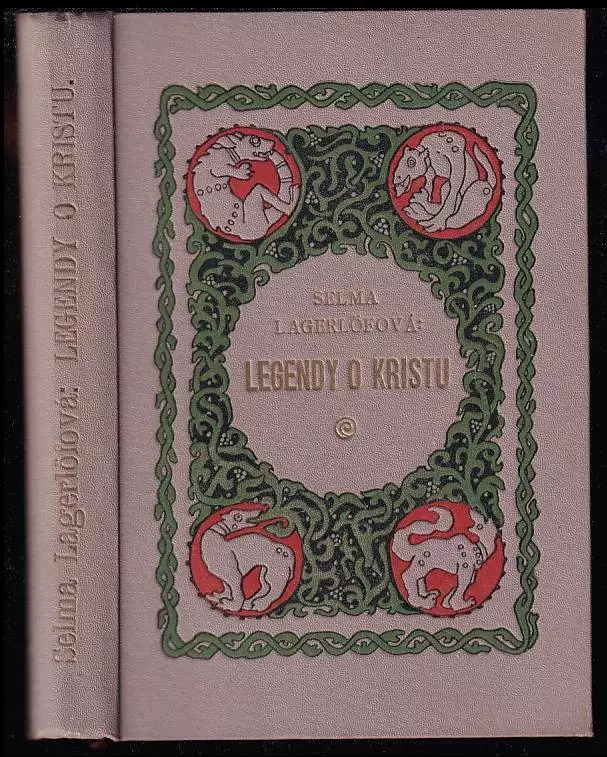 Selma Lagerlöfová: LEGENDY O KRISTU.
SELMA
LAGERLÖFOVÁ:
LEGENDY O KRISTU